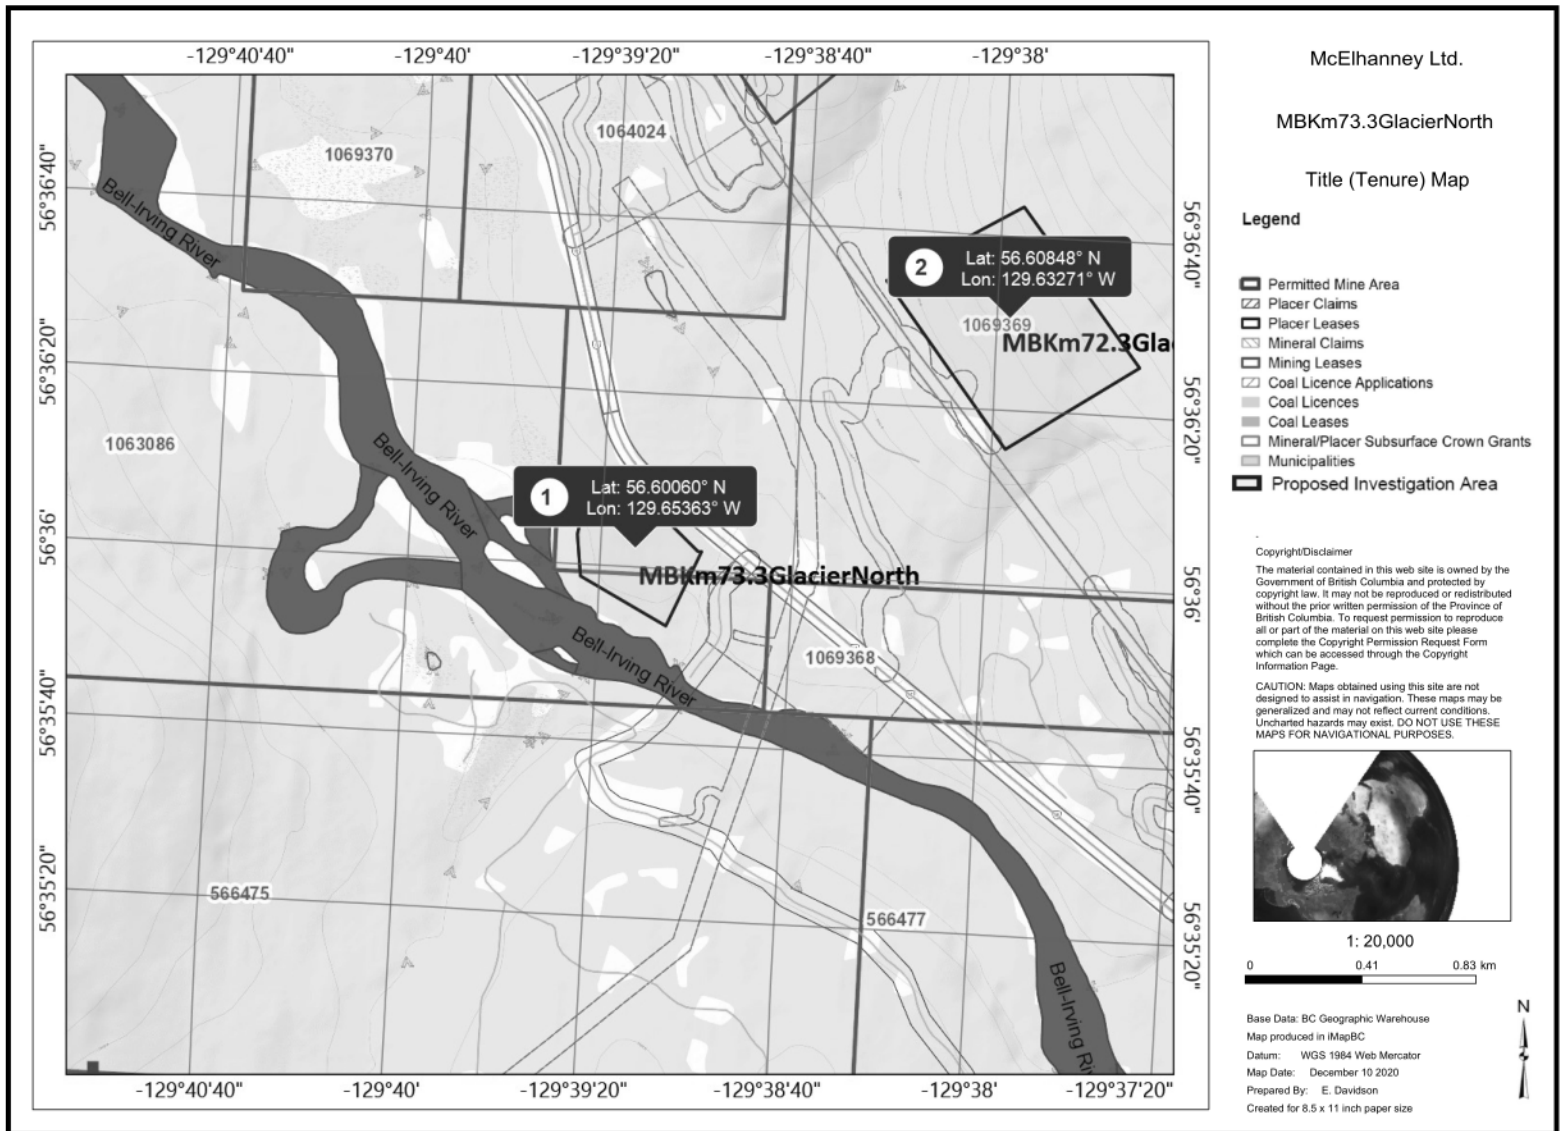 -129°40'40" -129°40' -129°39'20" -129°38'40" -129°38'
56°36'40"
56°36'20"
56°36'
56°35'40"
56°35'20"
1069370
1064024
Bell-Irving River
2
Lat: 56.60848° N
Lon: 129.63271° W
1069369
MBKm72.3Gla
1063086
Bell-Irving River
1
Lat: 56.60060° N
Lon: 129.65363° W
MBKm73.3GlacierNorth
Bell-Irving River
1069368
566475
566477
Bell-Irving Ri
56°36'40"
56°36'20"
56°36'
56°35'40"
56°35'20"
-129°40'40" -129°40' -129°39'20" -129°38'40" -129°38' -129°37'20"
McElhanney Ltd.
MBKm73.3GlacierNorth
Title (Tenure) Map
Legend
Permitted Mine Area
Placer Claims
Placer Leases
Mineral Claims
Mining Leases
Coal Licence Applications
Coal Licences
Coal Leases
Mineral/Placer Subsurface Crown Grants
Municipalities
Proposed Investigation Area
Copyright/Disclaimer
The material contained in this web site is owned by the
Government of British Columbia and protected by
copyright law. It may not be reproduced or redistributed
without the prior written permission of the Province of
British Columbia. To request permission to reproduce
all or part of the material on this web site please
complete the Copyright Permission Request Form
which can be accessed through the Copyright
Information Page.
CAUTION: Maps obtained using this site are not
designed to assist in navigation. These maps may be
generalized and may not reflect current conditions.
Uncharted hazards may exist. DO NOT USE THESE
MAPS FOR NAVIGATIONAL PURPOSES.
1: 20,000
0 0.41 0.83 km
N
Base Data: BC Geographic Warehouse
Map produced in iMapBC
Datum: WGS 1984 Web Mercator
Map Date: December 10 2020
Prepared By: E. Davidson
Created for 8.5 x 11 inch paper size